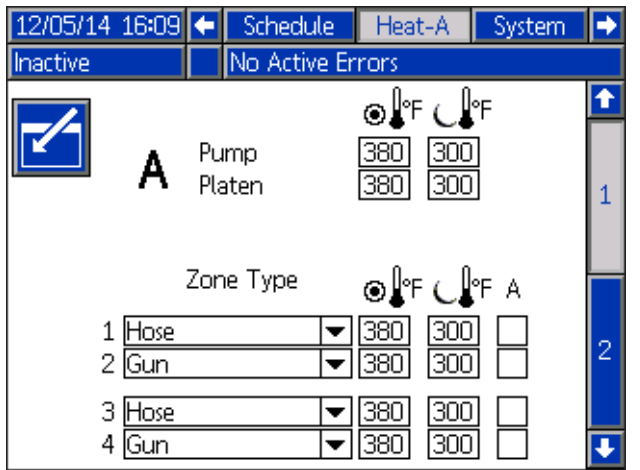 12/05/14 16:09 Schedule Heat-A System
Inactive No Active Errors
°F °F
A
Pump 380 300
Platen 380 300
1
Zone Type °F °F A
1 Hose 380 300
2 Gun 380 300
2
3 Hose 380 300
4 Gun 380 300